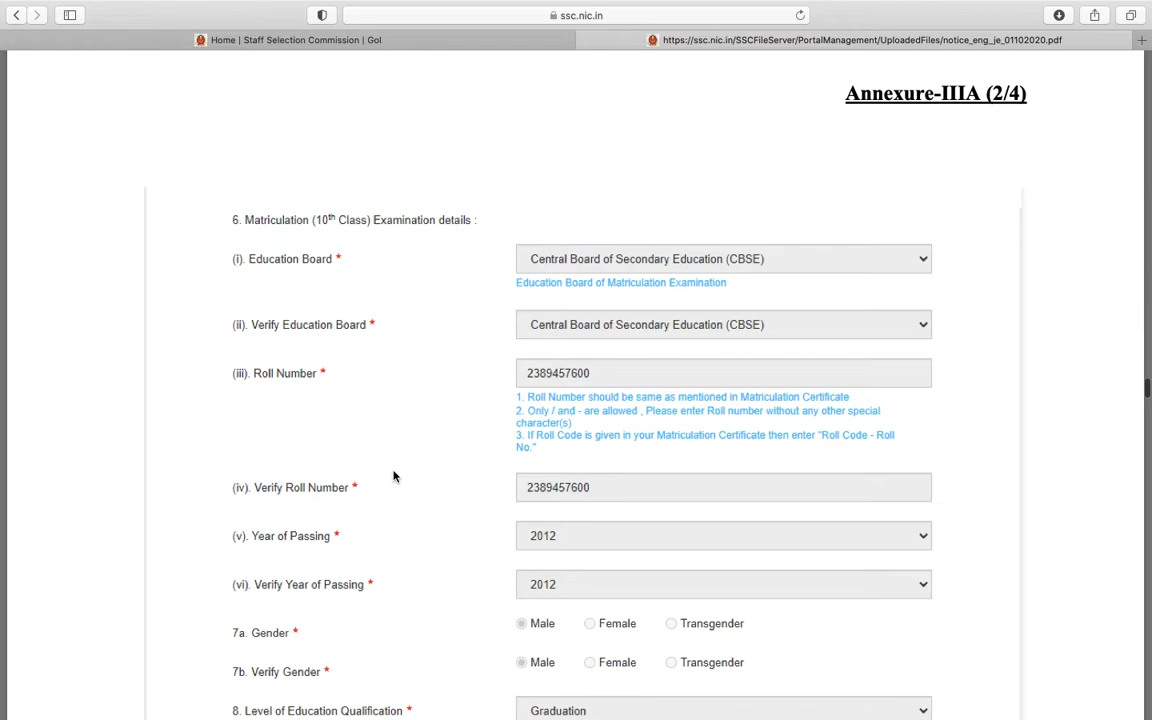 ssc.nic.in
Home | Staff Selection Commission | GoI
https://ssc.nic.in/SSCFileServer/PortalManagement/UploadedFiles/notice_eng_je_01102020.pdf
Annexure-IIIA (2/4)
6. Matriculation (10th Class) Examination details :
(i). Education Board *
Central Board of Secondary Education (CBSE)
Education Board of Matriculation Examination
(ii). Verify Education Board *
Central Board of Secondary Education (CBSE)
(iii). Roll Number *
2389457600
1. Roll Number should be same as mentioned in Matriculation Certificate
2. Only / and - are allowed , Please enter Roll number without any other special
character(s)
3. If Roll Code is given in your Matriculation Certificate then enter "Roll Code - Roll
No."
(iv). Verify Roll Number *
2389457600
(v). Year of Passing *
2012
(vi). Verify Year of Passing *
2012
7a. Gender *
Male Female Transgender
7b. Verify Gender *
Male Female Transgender
8. Level of Education Qualification *
Graduation